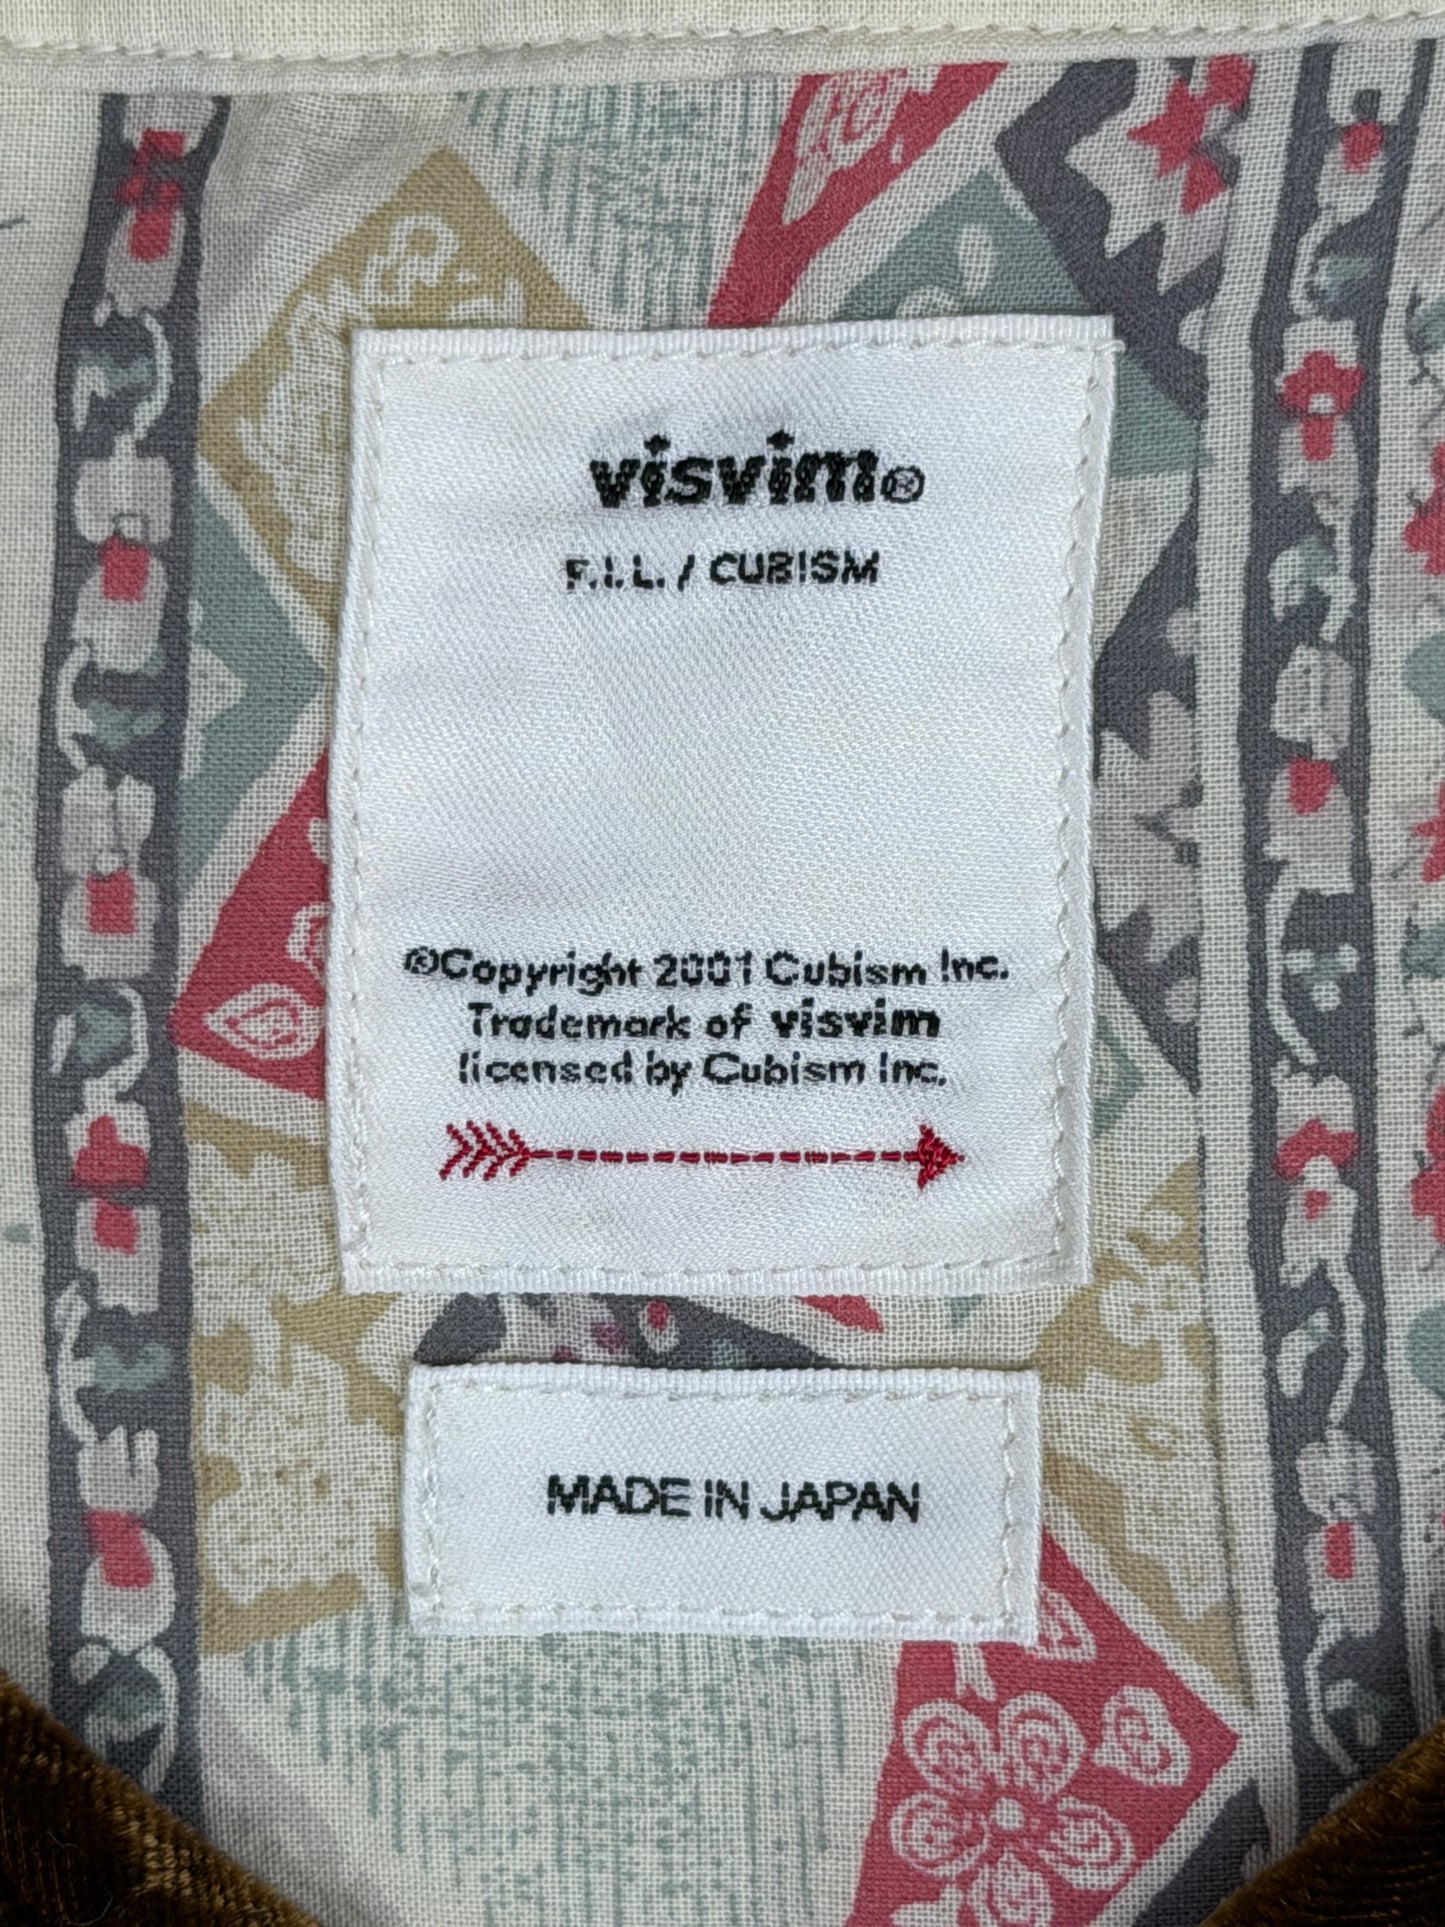 visvim®
F.I.L. / CUBISM
©Copyright 2001 Cubism Inc.
Trademark of visvim
licensed by Cubism Inc.
MADE IN JAPAN